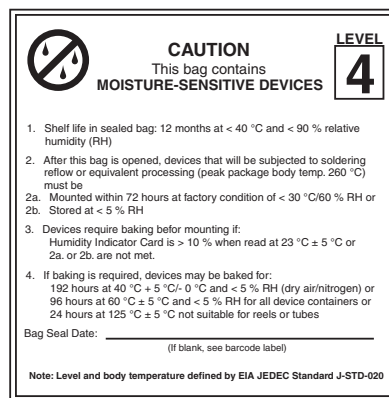 CAUTION
This bag contains
MOISTURE-SENSITIVE DEVICES
LEVEL
4
1. Shelf life in sealed bag: 12 months at < 40 °C and < 90 % relative
humidity (RH)
2. After this bag is opened, devices that will be subjected to soldering
reflow or equivalent processing (peak package body temp. 260 °C)
must be
2a. Mounted within 72 hours at factory condition of < 30 °C/60 % RH or
2b. Stored at < 5 % RH
3. Devices require baking befor mounting if:
Humidity Indicator Card is > 10 % when read at 23 °C ± 5 °C or
2a. or 2b. are not met.
4. If baking is required, devices may be baked for:
192 hours at 40 °C + 5 °C/- 0 °C and < 5 % RH (dry air/nitrogen) or
96 hours at 60 °C ± 5 °C and < 5 % RH for all device containers or
24 hours at 125 °C ± 5 °C not suitable for reels or tubes
Bag Seal Date:
(If blank, see barcode label)
Note: Level and body temperature defined by EIA JEDEC Standard J-STD-020